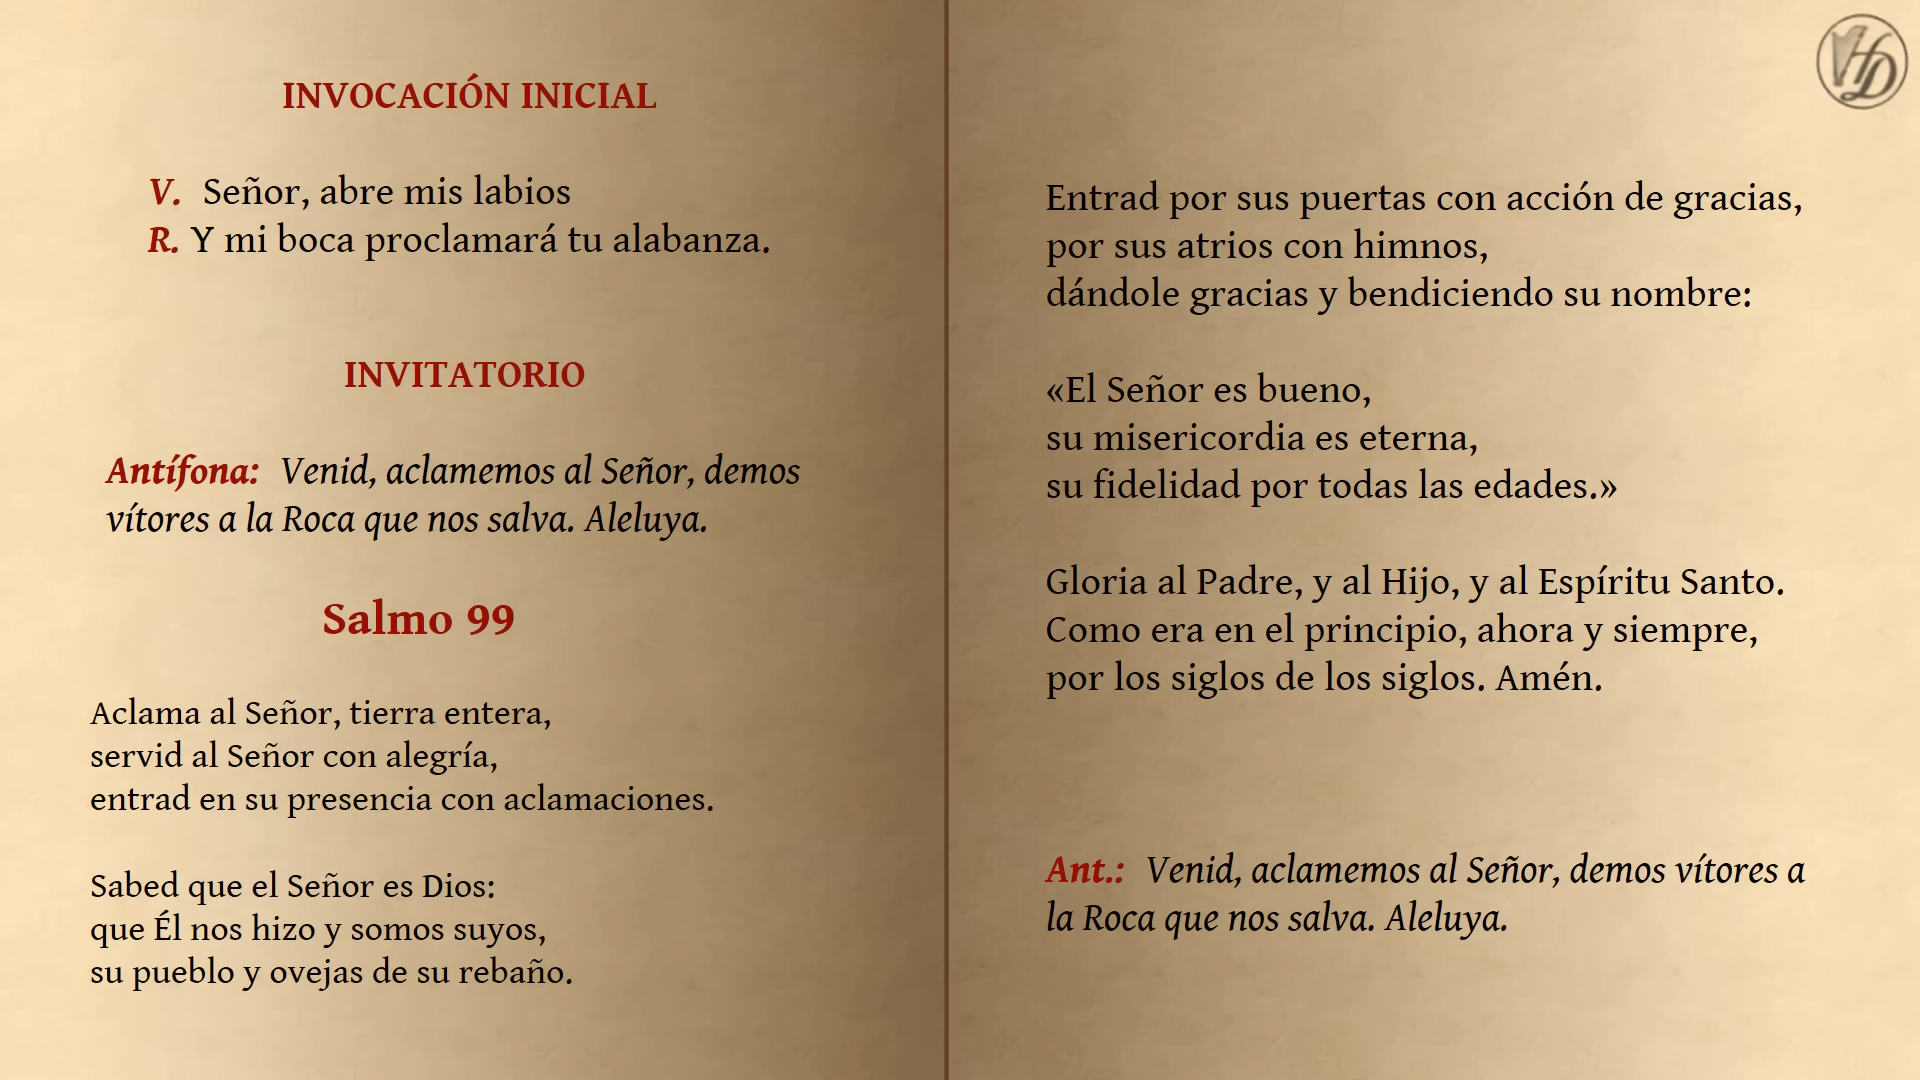 INVOCACIÓN INICIAL
V. Señor, abre mis labios
R. Y mi boca proclamará tu alabanza.
INVITATORIO
Antífona: Venid, aclamemos al Señor, demos
vítores a la Roca que nos salva. Aleluya.
Salmo 99
Aclama al Señor, tierra entera,
servid al Señor con alegría,
entrad en su presencia con aclamaciones.
Sabed que el Señor es Dios:
que Él nos hizo y somos suyos,
su pueblo y ovejas de su rebaño.
HD
Entrad por sus puertas con acción de gracias,
por sus atrios con himnos,
dándole gracias y bendiciendo su nombre:
«El Señor es bueno,
su misericordia es eterna,
su fidelidad por todas las edades.»
Gloria al Padre, y al Hijo, y al Espíritu Santo.
Como era en el principio, ahora y siempre,
por los siglos de los siglos. Amén.
Ant.: Venid, aclamemos al Señor, demos vítores a
la Roca que nos salva. Aleluya.